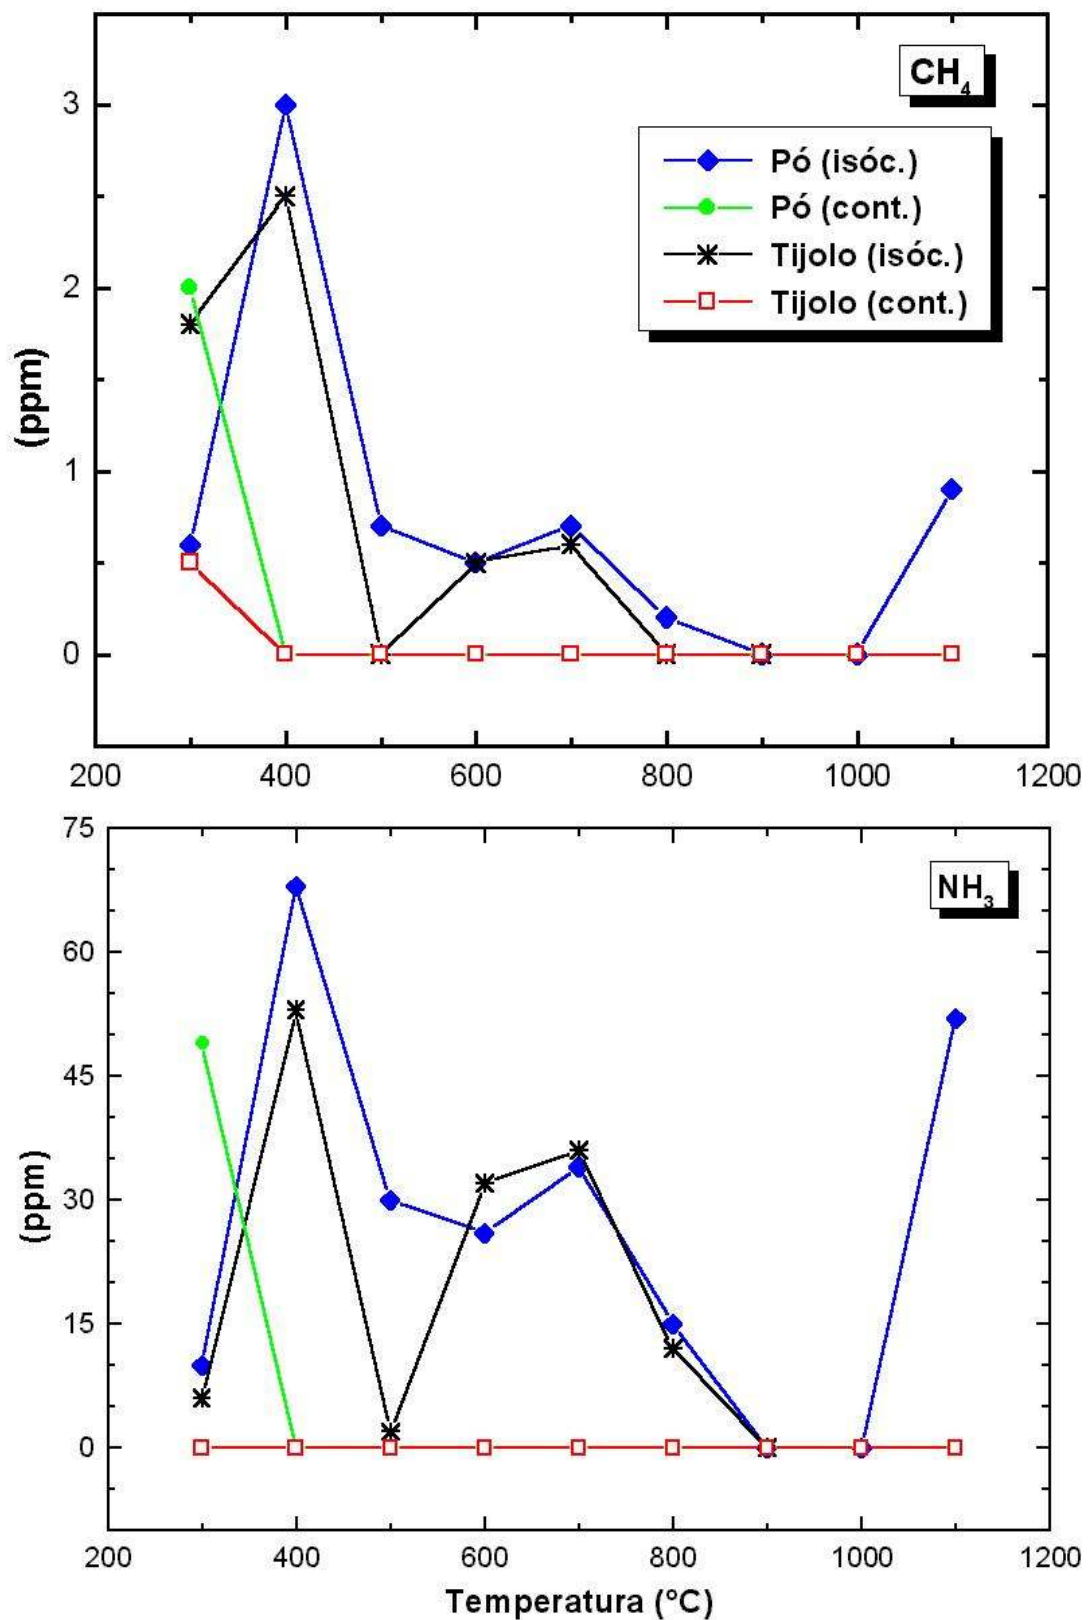 CH₄
Pó (isóc.)
Pó (cont.)
Tijolo (isóc.)
Tijolo (cont.)
3
2
1
0
(ppm)
200 400 600 800 1000 1200
NH₃
75
60
45
30
15
0
(ppm)
200 400 600 800 1000 1200
Temperatura (ºC)